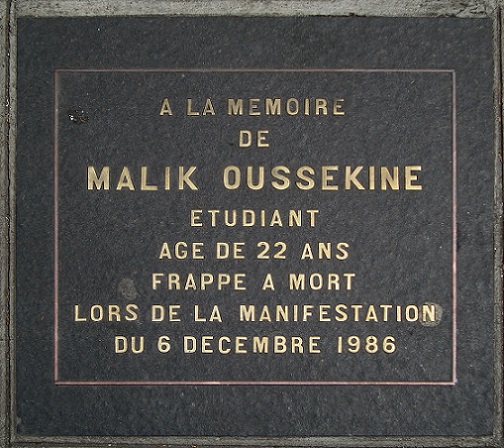 A LA MEMOIRE
DE
MALIK OUSSEKINE
ETUDIANT
AGE DE 22 ANS
FRAPPE A MORT
LORS DE LA MANIFESTATION
DU 6 DECEMBRE 1986